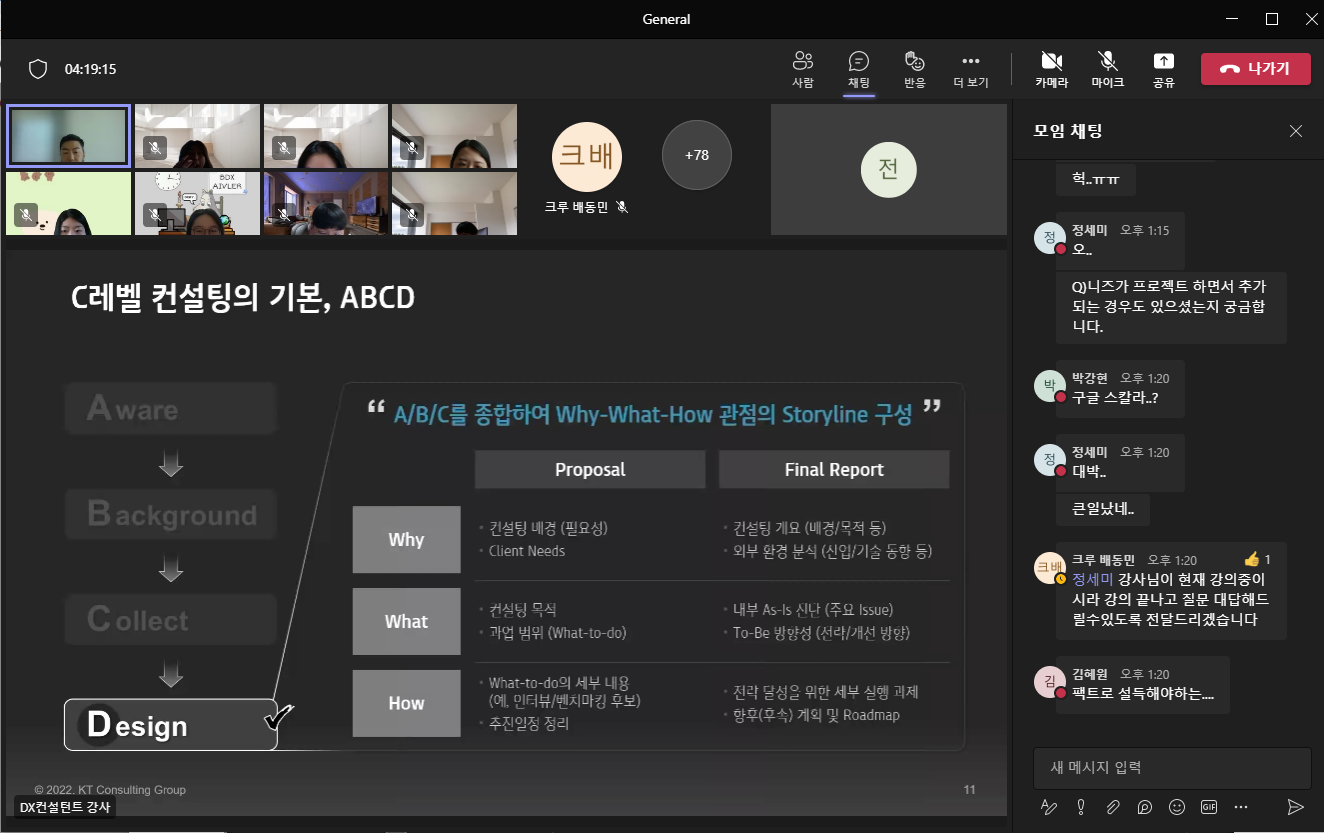 General
04:19:15
사람
채팅
반응
더 보기
카메라
마이크
공유
나가기
BDX
AIVLER
크배
크루 배동민
+78
전
C레벨 컨설팅의 기본, ABCD
Aware
Background
Collect
Design
“ A/B/C를 종합하여 Why-What-How 관점의 Storyline 구성 ”
Proposal
Final Report
Why
• 컨설팅 배경 (필요성)
• Client Needs
• 컨설팅 개요 (배경/목적 등)
• 외부 환경 분석 (산업/기술 동향 등)
What
• 컨설팅 목적
• 과업 범위 (What-to-do)
• 내부 As-Is 진단 (주요 Issue)
• To-Be 방향성 (전략/개선 방향)
How
• What-to-do의 세부 내용
(예, 인터뷰/벤치마킹 후보)
• 추진일정 정리
• 전략 달성을 위한 세부 실행 과제
• 향후(후속) 계획 및 Roadmap
© 2022. KT Consulting Group
11
DX컨설턴트 강사
모임 채팅
헉..ㅠㅠ
정
정세미 오후 1:15
오..
Q)니즈가 프로젝트 하면서 추가
되는 경우도 있으셨는지 궁금합
니다.
박
박강현 오후 1:20
구글 스칼라..?
정
정세미 오후 1:20
대박..
큰일났네..
크배
크루 배동민 오후 1:20 👍 1
정세미 강사님이 현재 강의중이
시라 강의 끝나고 질문 대답해드
릴수있도록 전달드리겠습니다
김
김혜원 오후 1:20
팩트로 설득해야하는....
새 메시지 입력
GIF